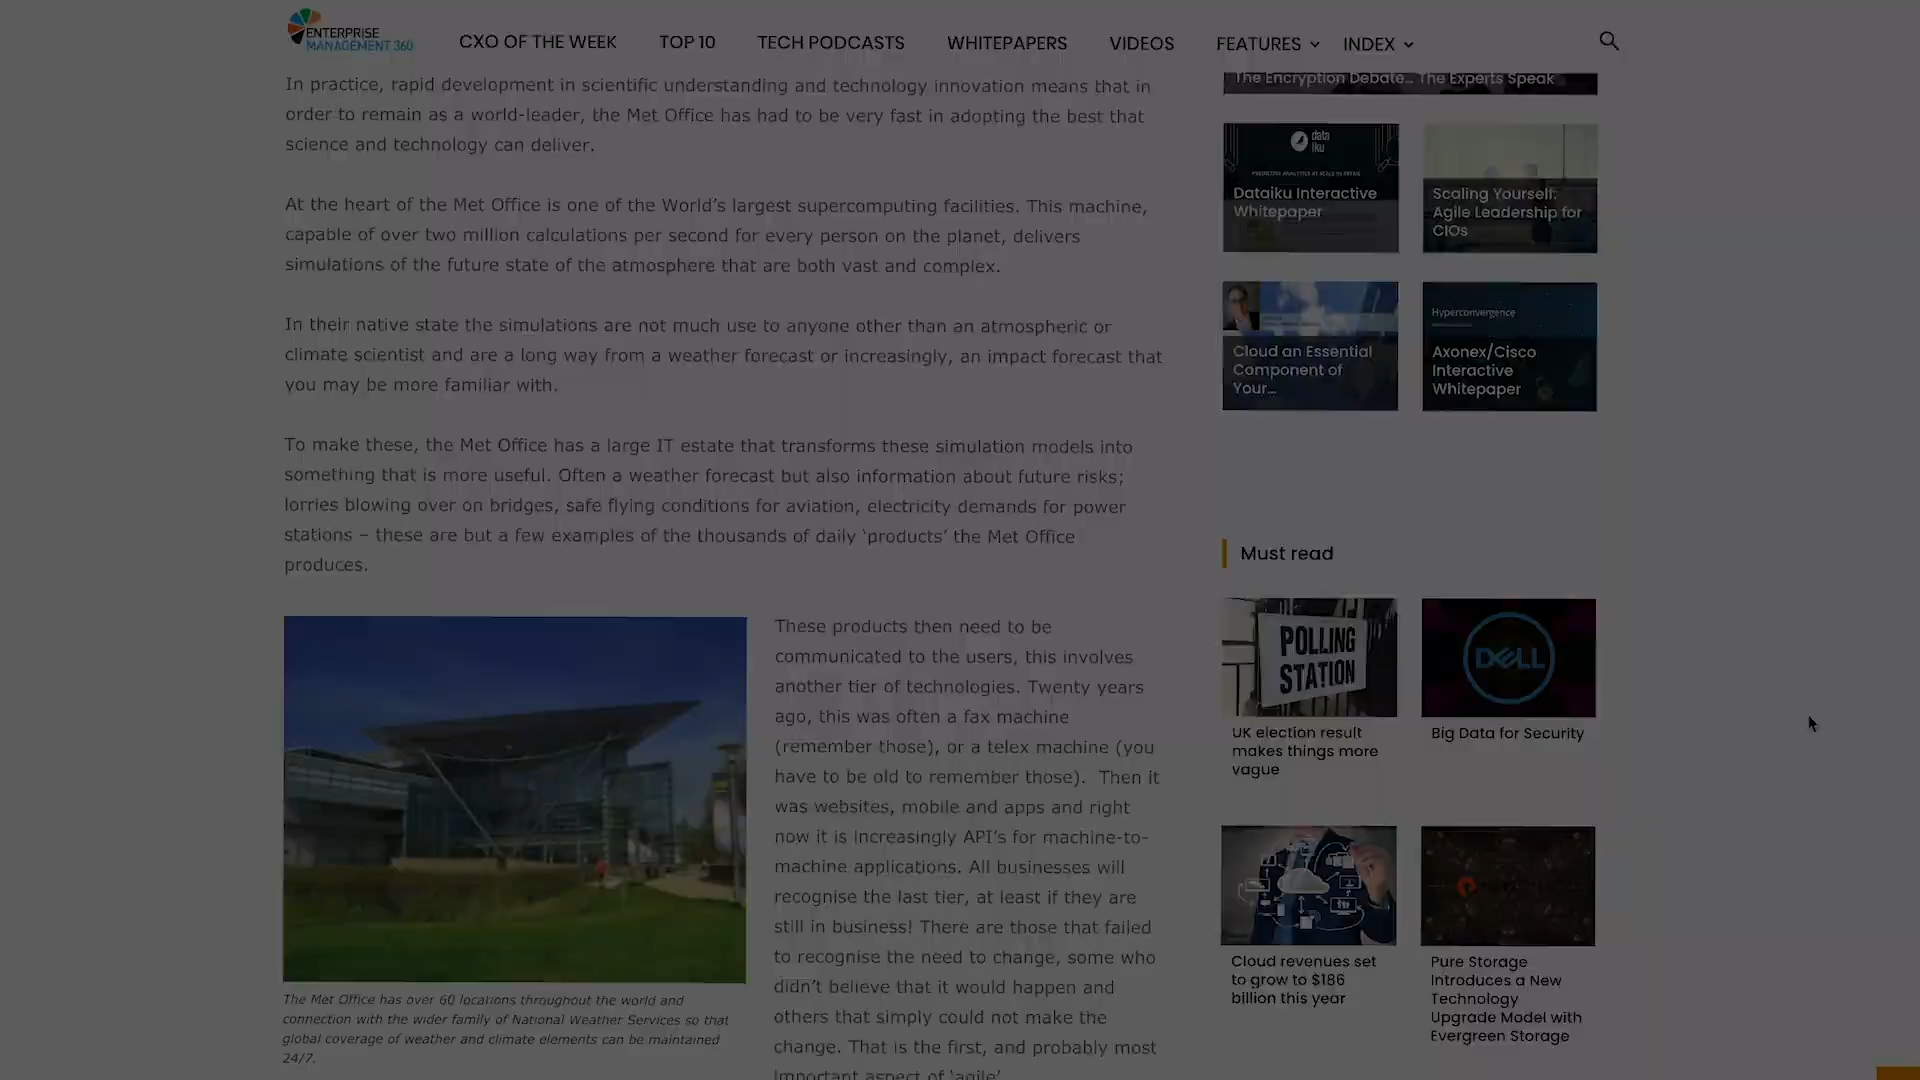 ENTERPRISE
MANAGEMENT 360
CXO OF THE WEEK
TOP 10
TECH PODCASTS
WHITEPAPERS
VIDEOS
FEATURES
INDEX
In practice, rapid development in scientific understanding and technology innovation means that in
order to remain as a world-leader, the Met Office has had to be very fast in adopting the best that
science and technology can deliver.
At the heart of the Met Office is one of the World’s largest supercomputing facilities. This machine,
capable of over two million calculations per second for every person on the planet, delivers
simulations of the future state of the atmosphere that are both vast and complex.
In their native state the simulations are not much use to anyone other than an atmospheric or
climate scientist and are a long way from a weather forecast or increasingly, an impact forecast that
you may be more familiar with.
To make these, the Met Office has a large IT estate that transforms these simulation models into
something that is more useful. Often a weather forecast but also information about future risks;
lorries blowing over on bridges, safe flying conditions for aviation, electricity demands for power
stations – these are but a few examples of the thousands of daily ‘products’ the Met Office
produces.
The Met Office has over 60 locations throughout the world and
connection with the wider family of National Weather Services so that
global coverage of weather and climate elements can be maintained
24/7.
These products then need to be
communicated to the users, this involves
another tier of technologies. Twenty years
ago, this was often a fax machine
(remember those), or a telex machine (you
have to be old to remember those).  Then it
was websites, mobile and apps and right
now it is increasingly API’s for machine-to-
machine applications. All businesses will
recognise the last tier, at least if they are
still in business! There are those that failed
to recognise the need to change, some who
didn’t believe that it would happen and
others that simply could not make the
change. That is the first, and probably most
important aspect of ‘agile’
The Encryption Debate... The Experts Speak
data
iku
PREDICTIVE ANALYTICS AT SCALE IN RETAIL
Dataiku Interactive
Whitepaper
Scaling Yourself:
Agile Leadership for
CIOs
Cloud an Essential
Component of
Your...
Hyperconvergence
Axonex/Cisco
Interactive
Whitepaper
Must read
POLLING
STATION
UK election result
makes things more
vague
DELL
Big Data for Security
Cloud revenues set
to grow to $186
billion this year
Pure Storage
Introduces a New
Technology
Upgrade Model with
Evergreen Storage